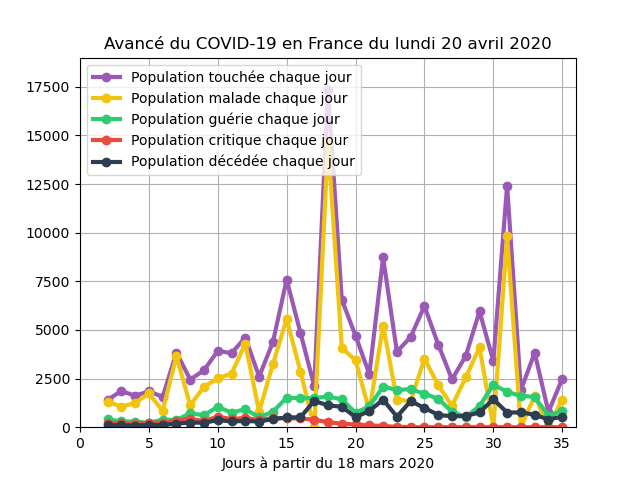 Avancé du COVID-19 en France du lundi 20 avril 2020
Population touchée chaque jour
Population malade chaque jour
Population guérie chaque jour
Population critique chaque jour
Population décédée chaque jour
17500
15000
12500
10000
7500
5000
2500
0
0 5 10 15 20 25 30 35
Jours à partir du 18 mars 2020